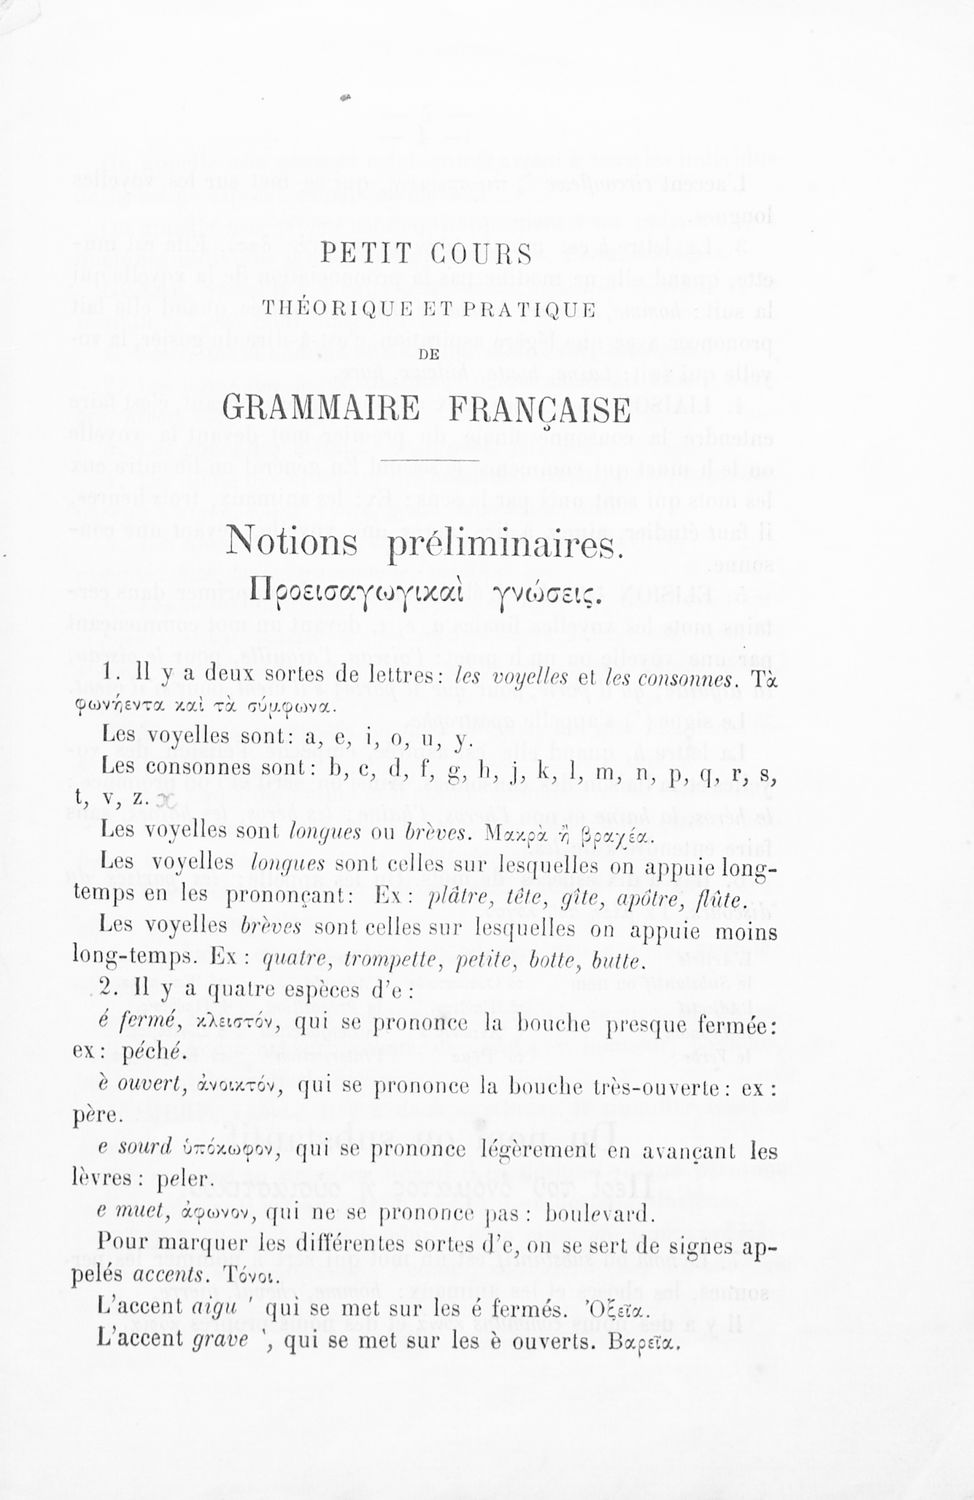 PETIT COURS
THÉORIQUE ET PRATIQUE
DE
GRAMMAIRE FRANÇAISE
Notions préliminaires.
Προεισαγωγικαὶ γνώσεις.
1. Il y a deux sortes de lettres: les voyelles et les consonnes. Τὰ
φωνήεντα καὶ τὰ σύμφωνα.
Les voyelles sont: a, e, i, o, u, y.
Les consonnes sont: b, c, d, f, g, h, j, k, l, m, n, p, q, r, s,
t, v, z. x
Les voyelles sont longues ou brèves. Μακρὰ ἢ βραχέα.
Les voyelles longues sont celles sur lesquelles on appuie long-
temps en les prononçant: Ex: plâtre, tête, gîte, apôtre, flûte.
Les voyelles brèves sont celles sur lesquelles on appuie moins
long-temps. Ex: quatre, trompette, petite, botte, butte.
2. Il y a quatre espèces d'e:
é fermé, κλειστόν, qui se prononce la bouche presque fermée:
ex: péché.
è ouvert, ἀνοικτόν, qui se prononce la bouche très-ouverte: ex:
père.
e sourd ὑπόκωφον, qui se prononce légèrement en avançant les
lèvres: peler.
e muet, ἄφωνον, qui ne se prononce pas: boulevard.
Pour marquer les différentes sortes d'e, on se sert de signes ap-
pelés accents. Τόνοι.
L'accent aigu ' qui se met sur les é fermés. Ὀξεῖα.
L'accent grave `, qui se met sur les è ouverts. Βαρεῖα.